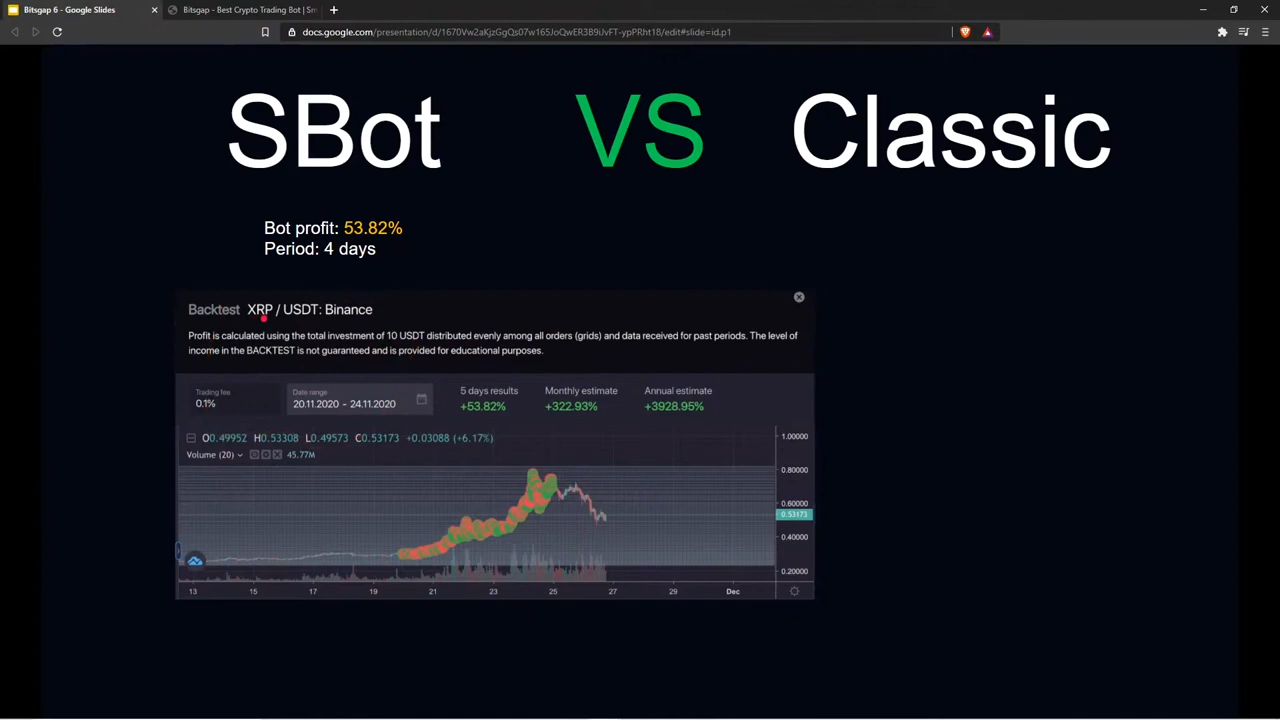 Bitsgap 6 - Google Slides
Bitsgap - Best Crypto Trading Bot | Sm
docs.google.com/presentation/d/1670Vw2aKjzGgQs07w165JoQwER3B9iJvFT-ypPRht18/edit#slide=id.p1
SBot VS Classic
Bot profit: 53.82%
Period: 4 days
Backtest XRP / USDT: Binance
Profit is calculated using the total investment of 10 USDT distributed evenly among all orders (grids) and data received for past periods. The level of
income in the BACKTEST is not guaranteed and is provided for educational purposes.
Trading fee
0.1%
Date range
20.11.2020 - 24.11.2020
5 days results
+53.82%
Monthly estimate
+322.93%
Annual estimate
+3928.95%
O0.49952 H0.53308 L0.49573 C0.53173 +0.03088 (+6.17%)
Volume (20) 45.77M
1.00000
0.80000
0.60000
0.53173
0.40000
0.20000
13 15 17 19 21 23 25 27 29 Dec